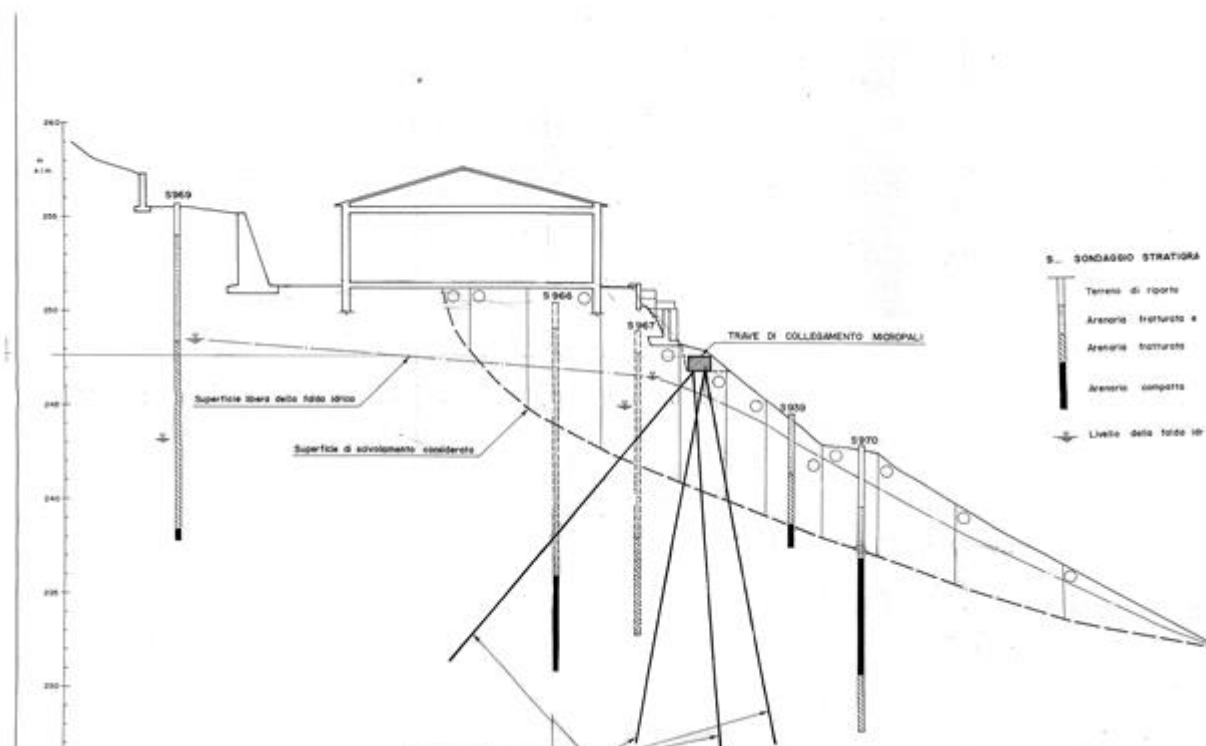 260
m
s.l.m.
S969
255
S... SONDAGGIO STRATIGRA
Terreno di riporto
S966
250
Arenaria fratturata e
S967
TRAVE DI COLLEGAMENTO MICROPALI
Arenaria fratturata
Arenaria compatta
Superficie libera della falda idrica
245
S939
Livello della falda idr
S970
Superficie di scivolamento considerata
240
235
230